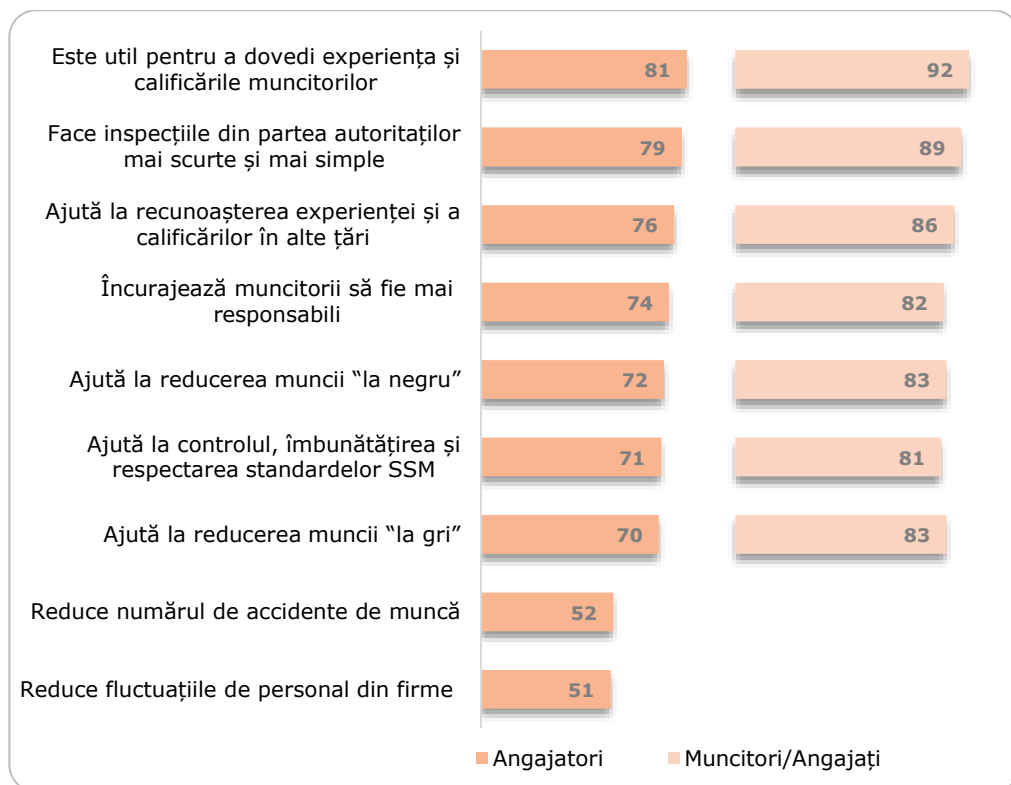 Este util pentru a dovedi experiența și
calificările muncitorilor
81
92
Face inspecțiile din partea autoritaților
mai scurte și mai simple
79
89
Ajută la recunoașterea experienței și a
calificărilor în alte țări
76
86
Încurajează muncitorii să fie mai
responsabili
74
82
Ajută la reducerea muncii “la negru”
72
83
Ajută la controlul, îmbunătățirea și
respectarea standardelor SSM
71
81
Ajută la reducerea muncii “la gri”
70
83
Reduce numărul de accidente de muncă
52
Reduce fluctuațiile de personal din firme
51
Angajatori
Muncitori/Angajați